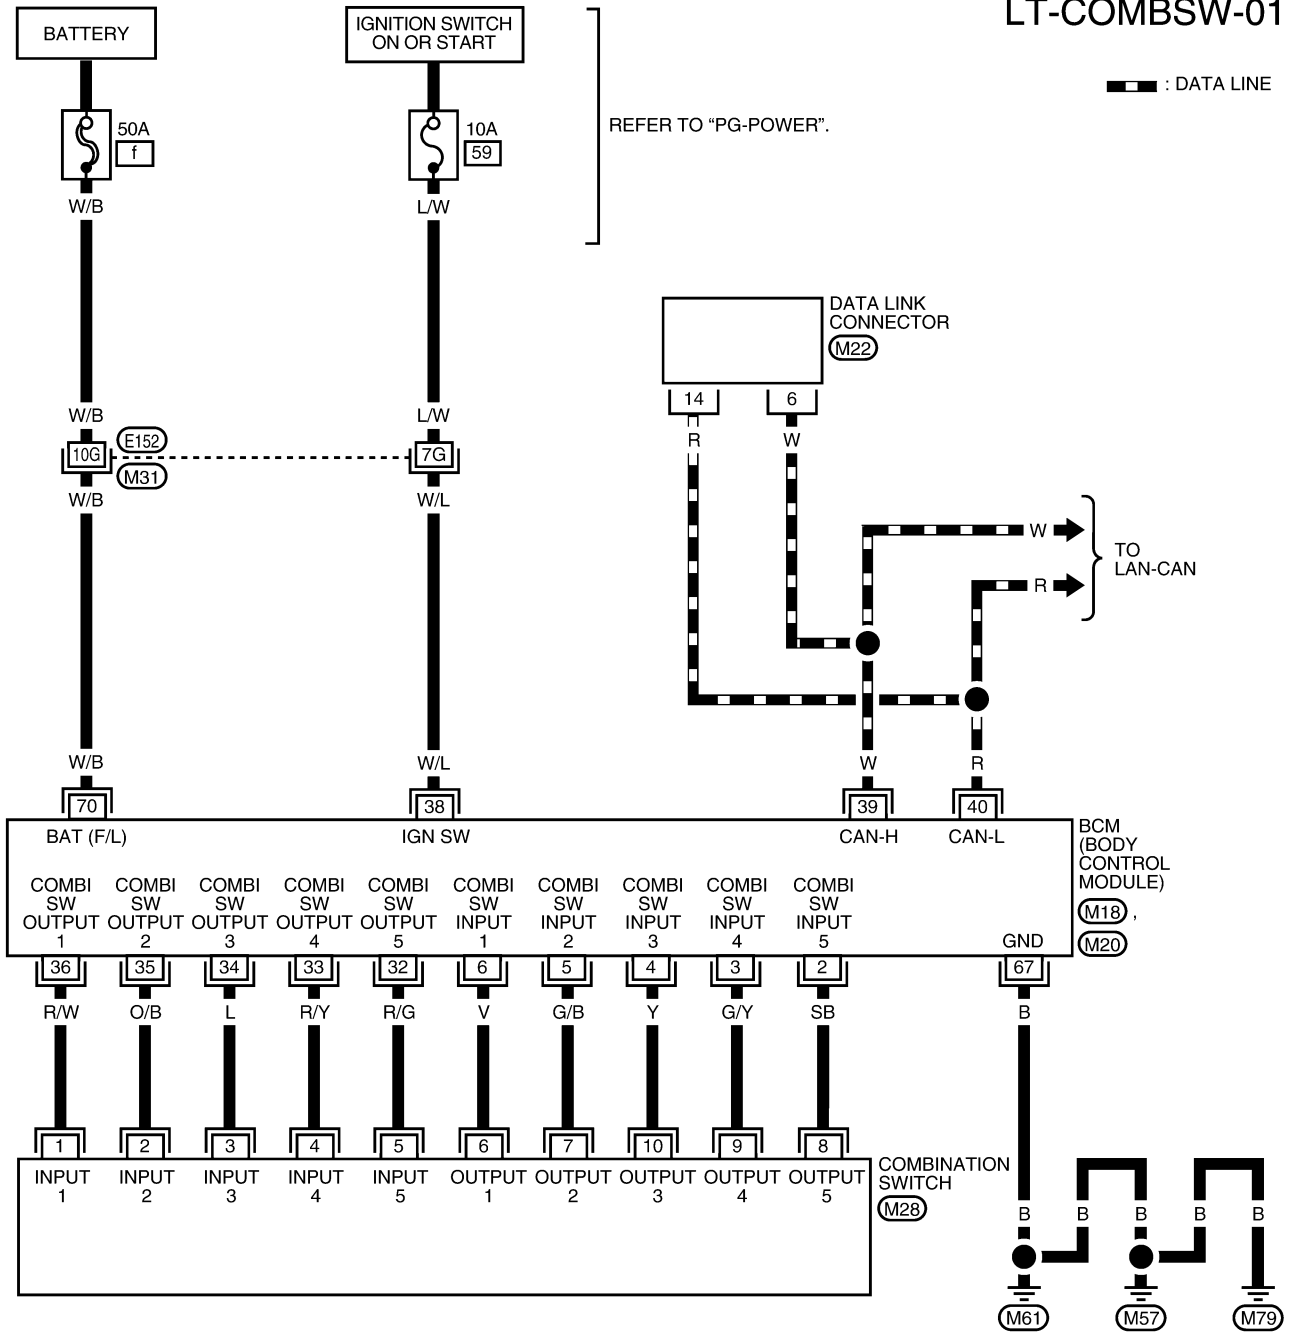 LT-COMBSW-01
BATTERY
IGNITION SWITCH
ON OR START
: DATA LINE
50A
f
10A
59
REFER TO “PG-POWER”.
W/B
L/W
DATA LINK
CONNECTOR
M22
14
6
W/B
L/W
R
W
10G
E152
M31
7G
W/B
W/L
W
R
TO
LAN-CAN
W/B
W/L
W
R
70
38
39
40
BAT (F/L)
IGN SW
CAN-H
CAN-L
BCM
(BODY
CONTROL
MODULE)
M18 ,
M20
COMBI
SW
OUTPUT
1
COMBI
SW
OUTPUT
2
COMBI
SW
OUTPUT
3
COMBI
SW
OUTPUT
4
COMBI
SW
OUTPUT
5
COMBI
SW
INPUT
1
COMBI
SW
INPUT
2
COMBI
SW
INPUT
3
COMBI
SW
INPUT
4
COMBI
SW
INPUT
5
GND
36
35
34
33
32
6
5
4
3
2
67
R/W
O/B
L
R/Y
R/G
V
G/B
Y
G/Y
SB
B
1
2
3
4
5
6
7
10
9
8
INPUT
1
INPUT
2
INPUT
3
INPUT
4
INPUT
5
OUTPUT
1
OUTPUT
2
OUTPUT
3
OUTPUT
4
OUTPUT
5
COMBINATION
SWITCH
M28
B
B
B
B
B
M61
M57
M79